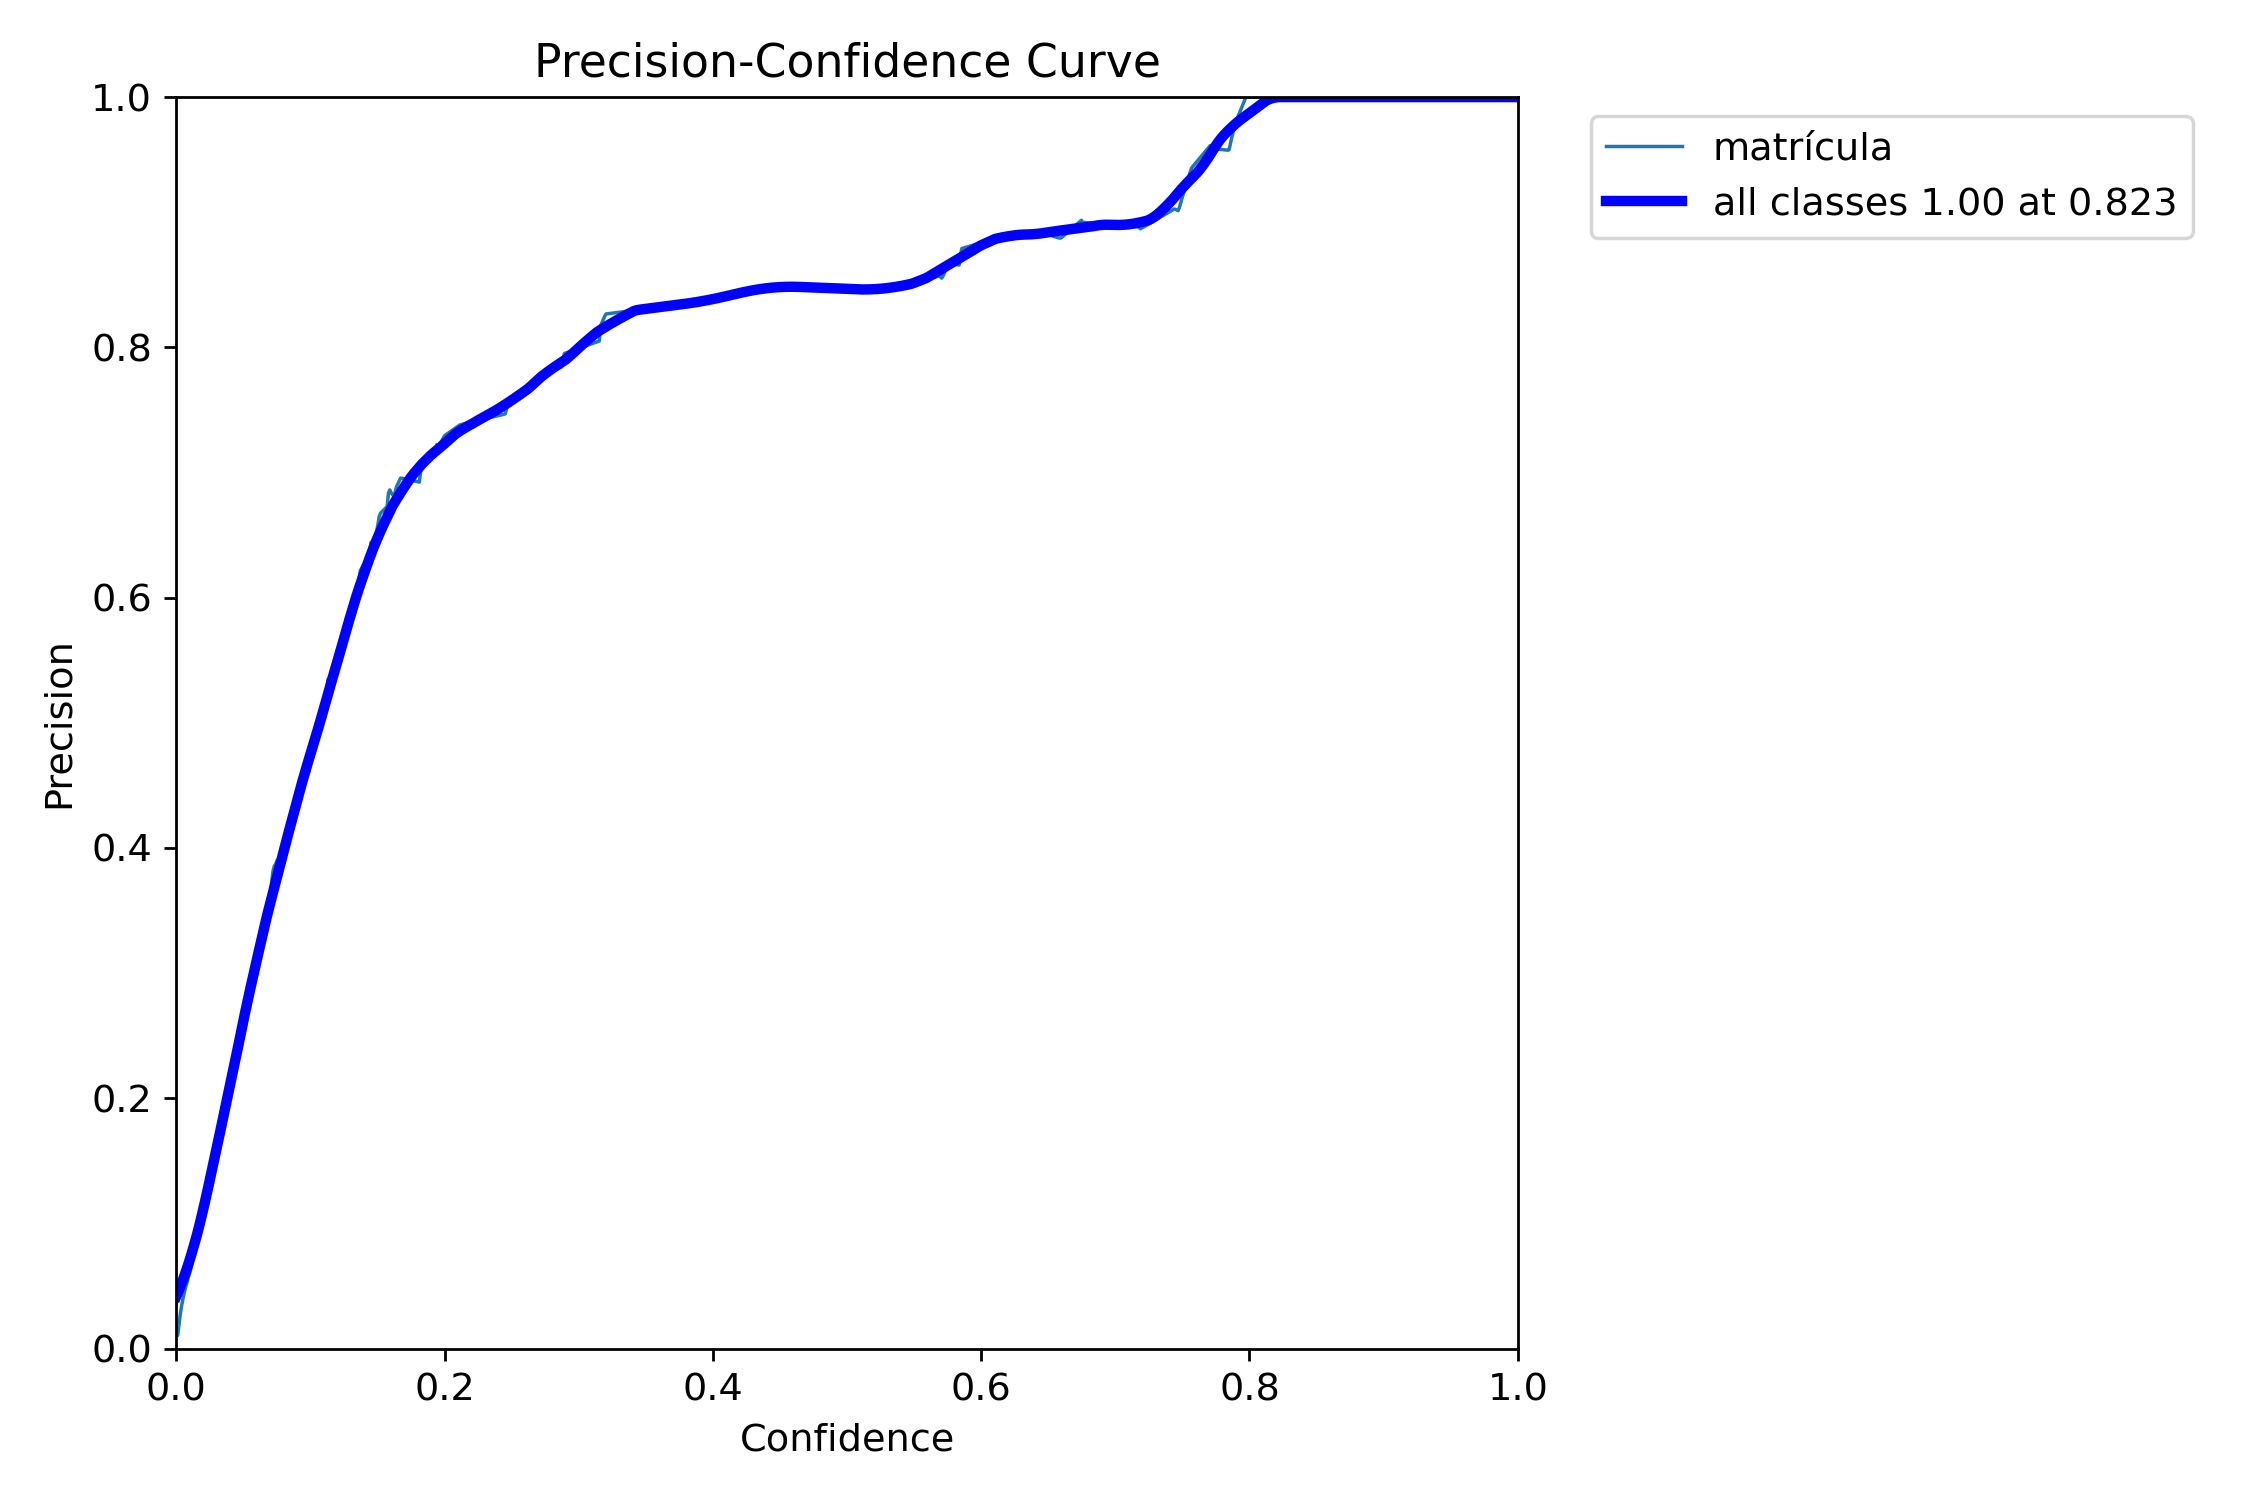 Precision-Confidence Curve
1.0
0.8
0.6
0.4
0.2
0.0
Precision
0.0 0.2 0.4 0.6 0.8 1.0
Confidence
matrícula
all classes 1.00 at 0.823